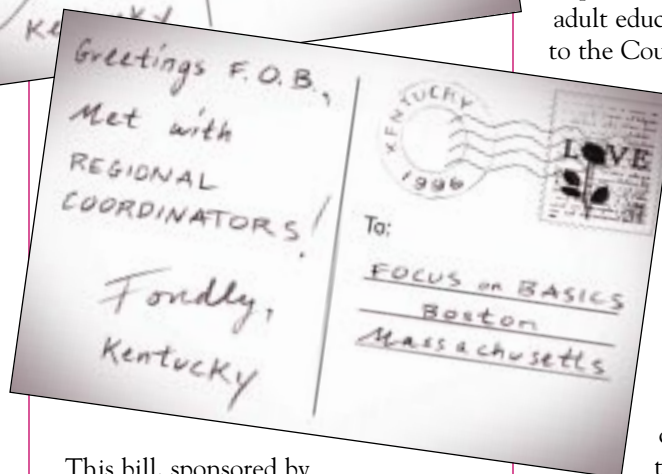 Kentucky
adult educ
to the Cou
Greetings F.O.B.,
Met with
REGIONAL
COORDINATORS!
Fondly,
Kentucky
KENTUCKY
1996
LOVE
To:
FOCUS on BASICS
Boston
Massachusetts
This bill, sponsored by